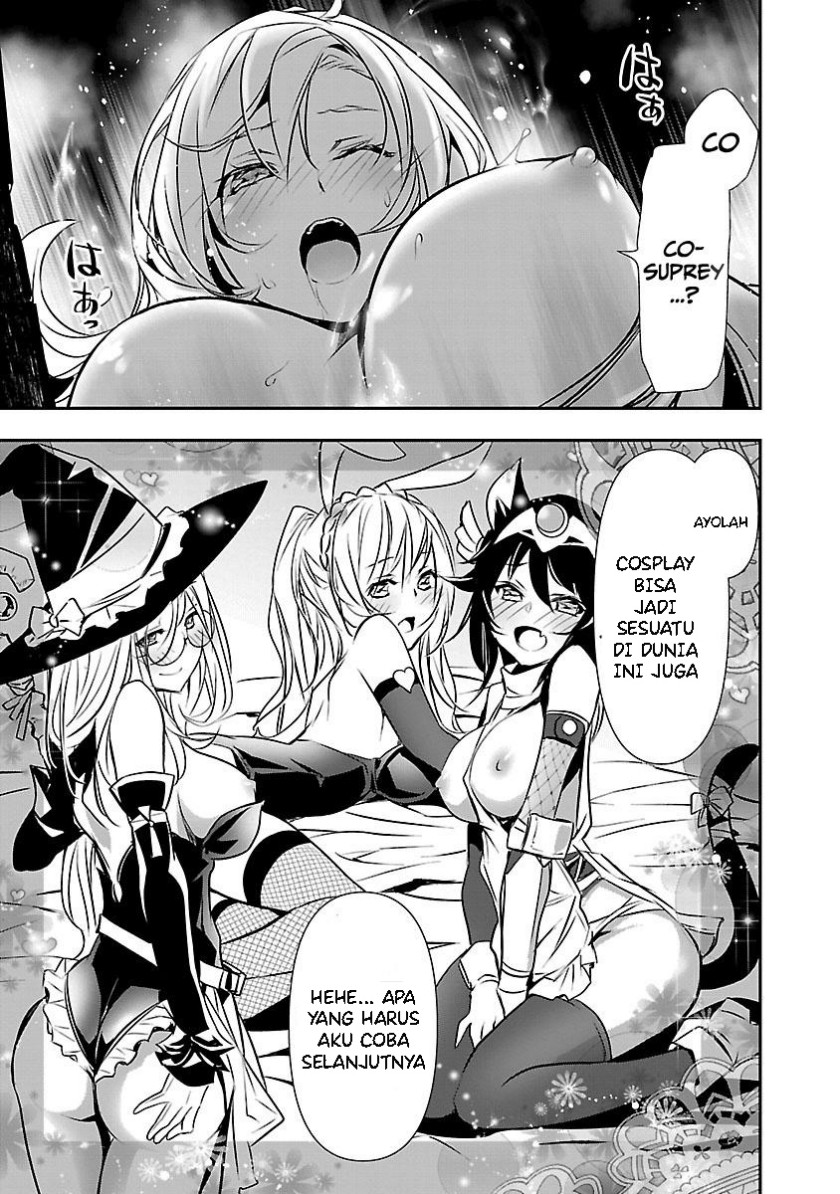 CO
CO-
SUPREY
...?
はぁ
はあっ
AYOLAH
COSPLAY
BISA
JADI
SESUATU
DI DUNIA
INI JUGA
HEHE... APA
YANG HARUS
AKU COBA
SELANJUTNYA